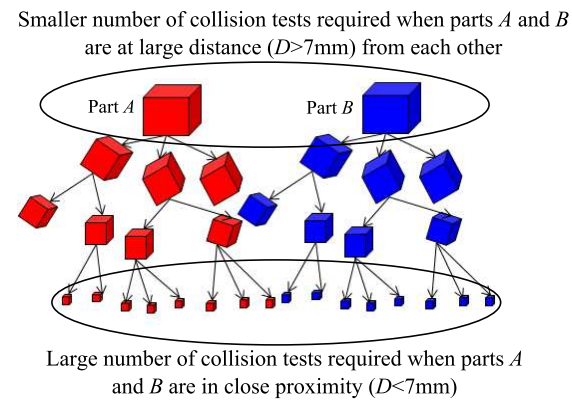 Smaller number of collision tests required when parts A and B
are at large distance (D>7mm) from each other
Part A
Part B
Large number of collision tests required when parts A
and B are in close proximity (D<7mm)